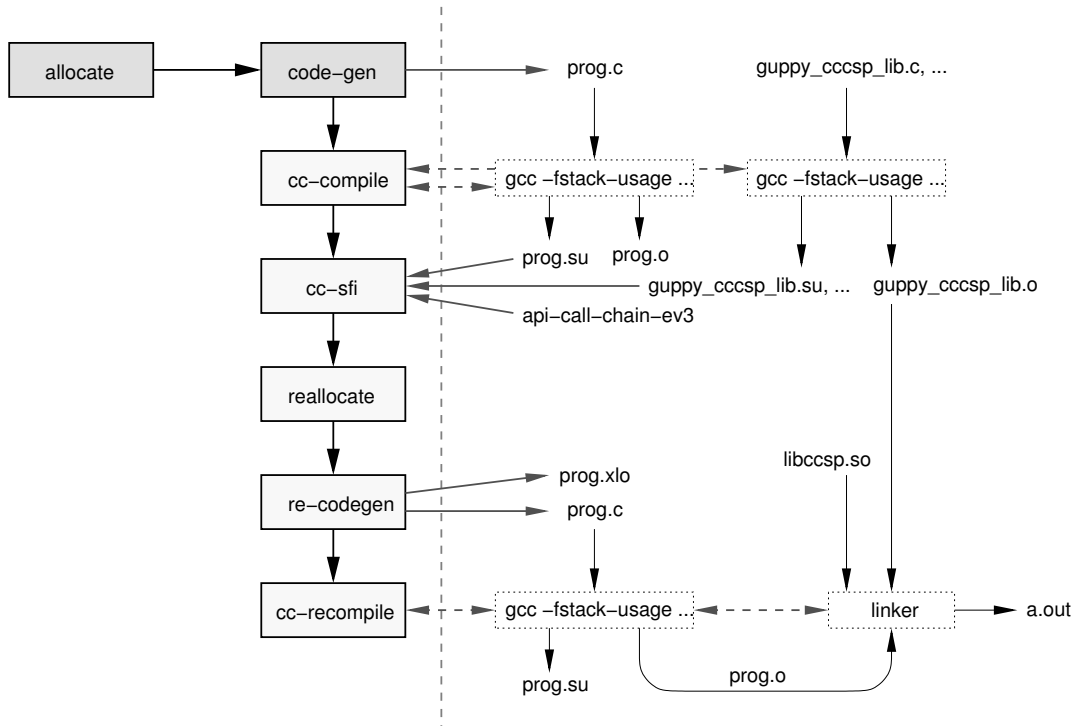 allocate
code−gen
prog.c
guppy_cccsp_lib.c, ...
cc−compile
gcc −fstack−usage ...
gcc −fstack−usage ...
prog.su
prog.o
cc−sfi
guppy_cccsp_lib.su, ...
guppy_cccsp_lib.o
api−call−chain−ev3
reallocate
libccsp.so
prog.xlo
re−codegen
prog.c
cc−recompile
gcc −fstack−usage ...
linker
a.out
prog.su
prog.o